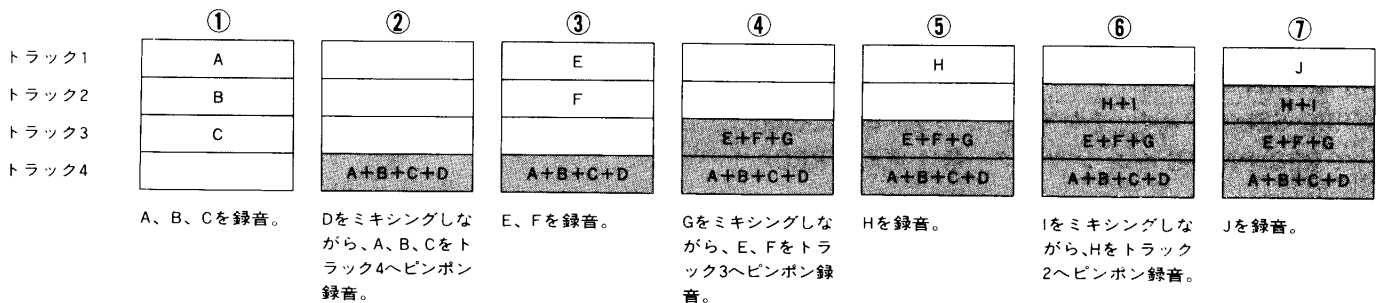 ① ② ③ ④ ⑤ ⑥ ⑦
トラック1 A E H J
トラック2 B F H+I H+I
トラック3 C E+F+G E+F+G E+F+G E+F+G
トラック4 A+B+C+D A+B+C+D A+B+C+D A+B+C+D A+B+C+D A+B+C+D
A、B、Cを録音。
Dをミキシングしな
がら、A、B、Cをト
ラック4へピンポン
録音。
E、Fを録音。
Gをミキシングしな
がら、E、Fをトラ
ック3へピンポン録
音。
Hを録音。
Iをミキシングしな
がら、Hをトラック
2へピンポン録音。
Jを録音。